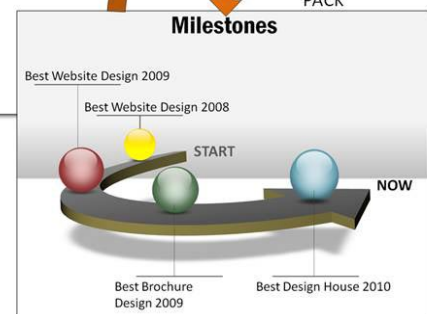 PACK
Milestones
Best Website Design 2009
Best Website Design 2008
START
NOW
Best Brochure
Design 2009
Best Design House 2010